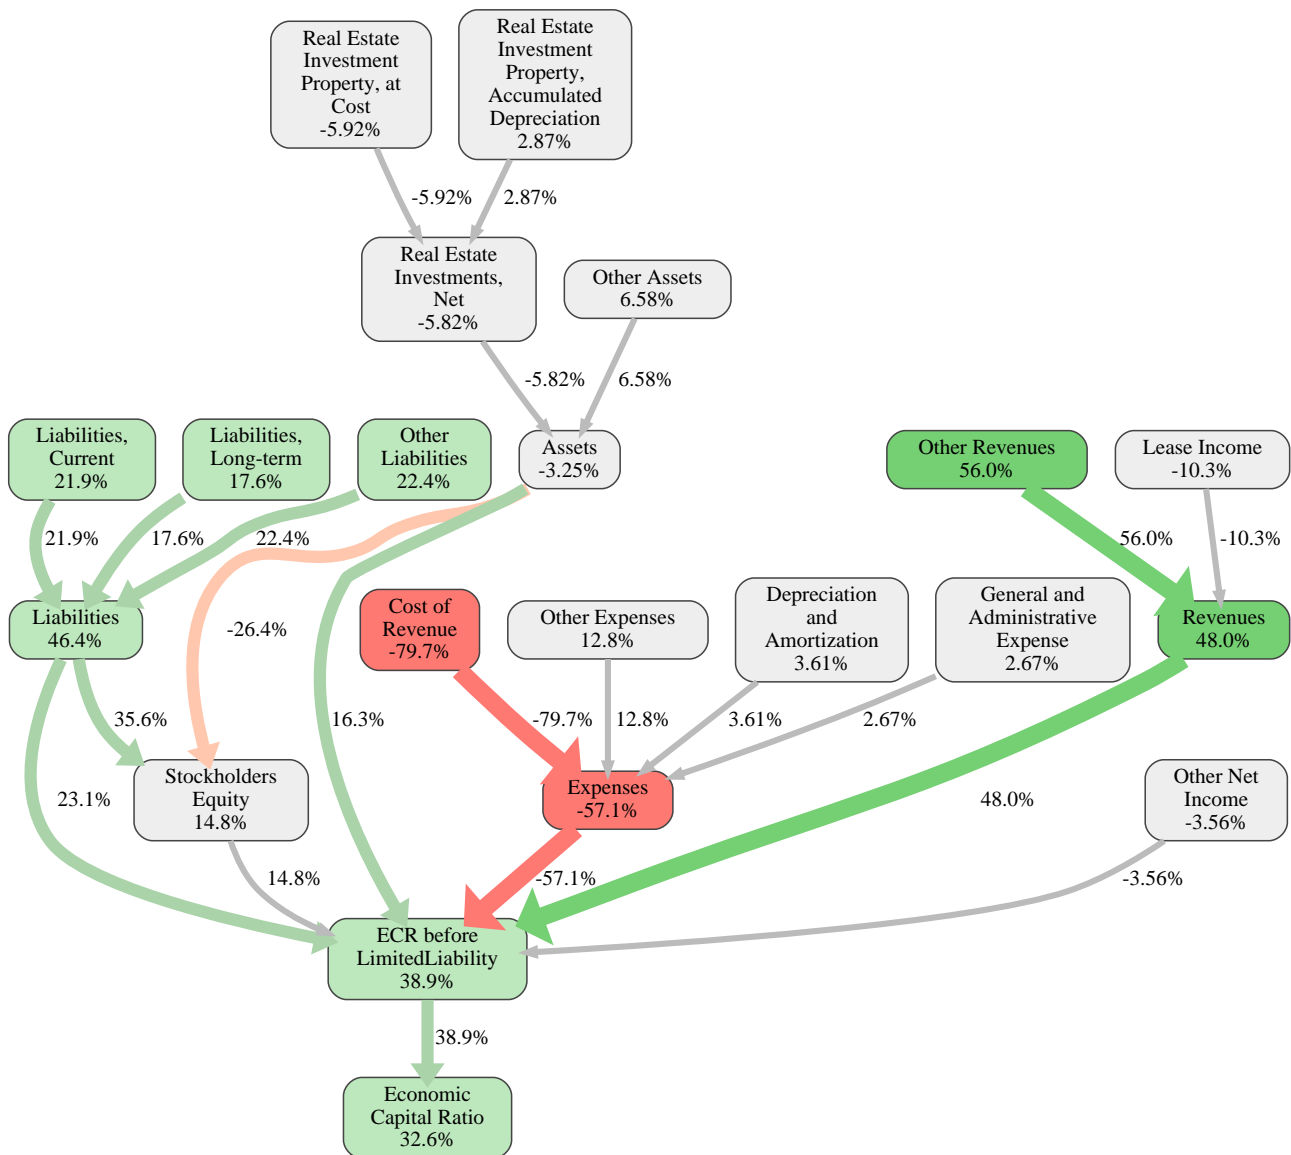 Real Estate
Investment
Property, at
Cost
-5.92%
Real Estate
Investment
Property,
Accumulated
Depreciation
2.87%
-5.92%
2.87%
Real Estate
Investments,
Net
-5.82%
Other Assets
6.58%
-5.82%
6.58%
Liabilities,
Current
21.9%
Liabilities,
Long-term
17.6%
Other
Liabilities
22.4%
Assets
-3.25%
Other Revenues
56.0%
Lease Income
-10.3%
21.9%
17.6%
22.4%
56.0%
-10.3%
Liabilities
46.4%
-26.4%
Cost of
Revenue
-79.7%
Other Expenses
12.8%
Depreciation
and
Amortization
3.61%
General and
Administrative
Expense
2.67%
Revenues
48.0%
35.6%
16.3%
-79.7%
12.8%
3.61%
2.67%
Stockholders
Equity
14.8%
Expenses
-57.1%
Other Net
Income
-3.56%
23.1%
48.0%
14.8%
-57.1%
-3.56%
ECR before
LimitedLiability
38.9%
38.9%
Economic
Capital Ratio
32.6%